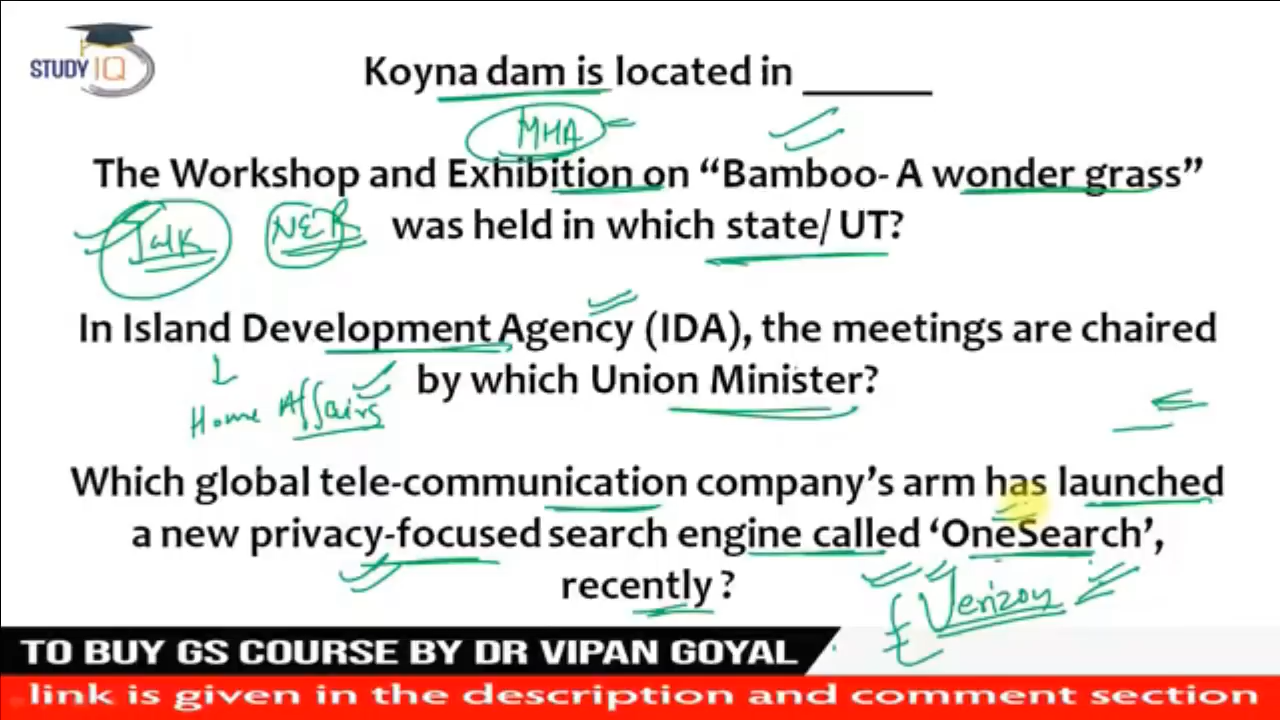 STUDY IQ
Koyna dam is located in ______
MHA
The Workshop and Exhibition on “Bamboo- A wonder grass”
J&K NER was held in which state/ UT?
In Island Development Agency (IDA), the meetings are chaired
by which Union Minister?
Home Affairs
Which global tele-communication company’s arm has launched
a new privacy-focused search engine called ‘OneSearch’,
recently ?
Verizon
TO BUY GS COURSE BY DR VIPAN GOYAL
link is given in the description and comment section